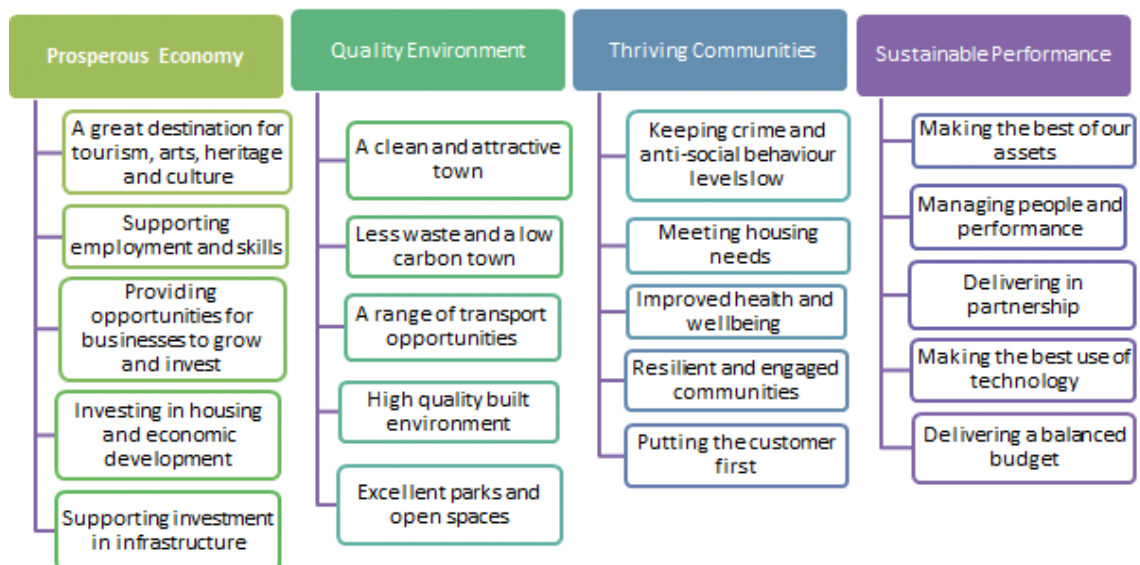 Prosperous Economy
A great destination for
tourism, arts, heritage
and culture
Supporting
employment and skills
Providing
opportunities for
businesses to grow
and invest
Investing in housing
and economic
development
Supporting investment
in infrastructure
Quality Environment
A clean and attractive
town
Less waste and a low
carbon town
A range of transport
opportunities
High quality built
environment
Excellent parks and
open spaces
Thriving Communities
Keeping crime and
anti-social behaviour
levels low
Meeting housing
needs
Improved health and
wellbeing
Resilient and engaged
communities
Putting the customer
first
Sustainable Performance
Making the best of our
assets
Managing people and
performance
Delivering in
partnership
Making the best use of
technology
Delivering a balanced
budget